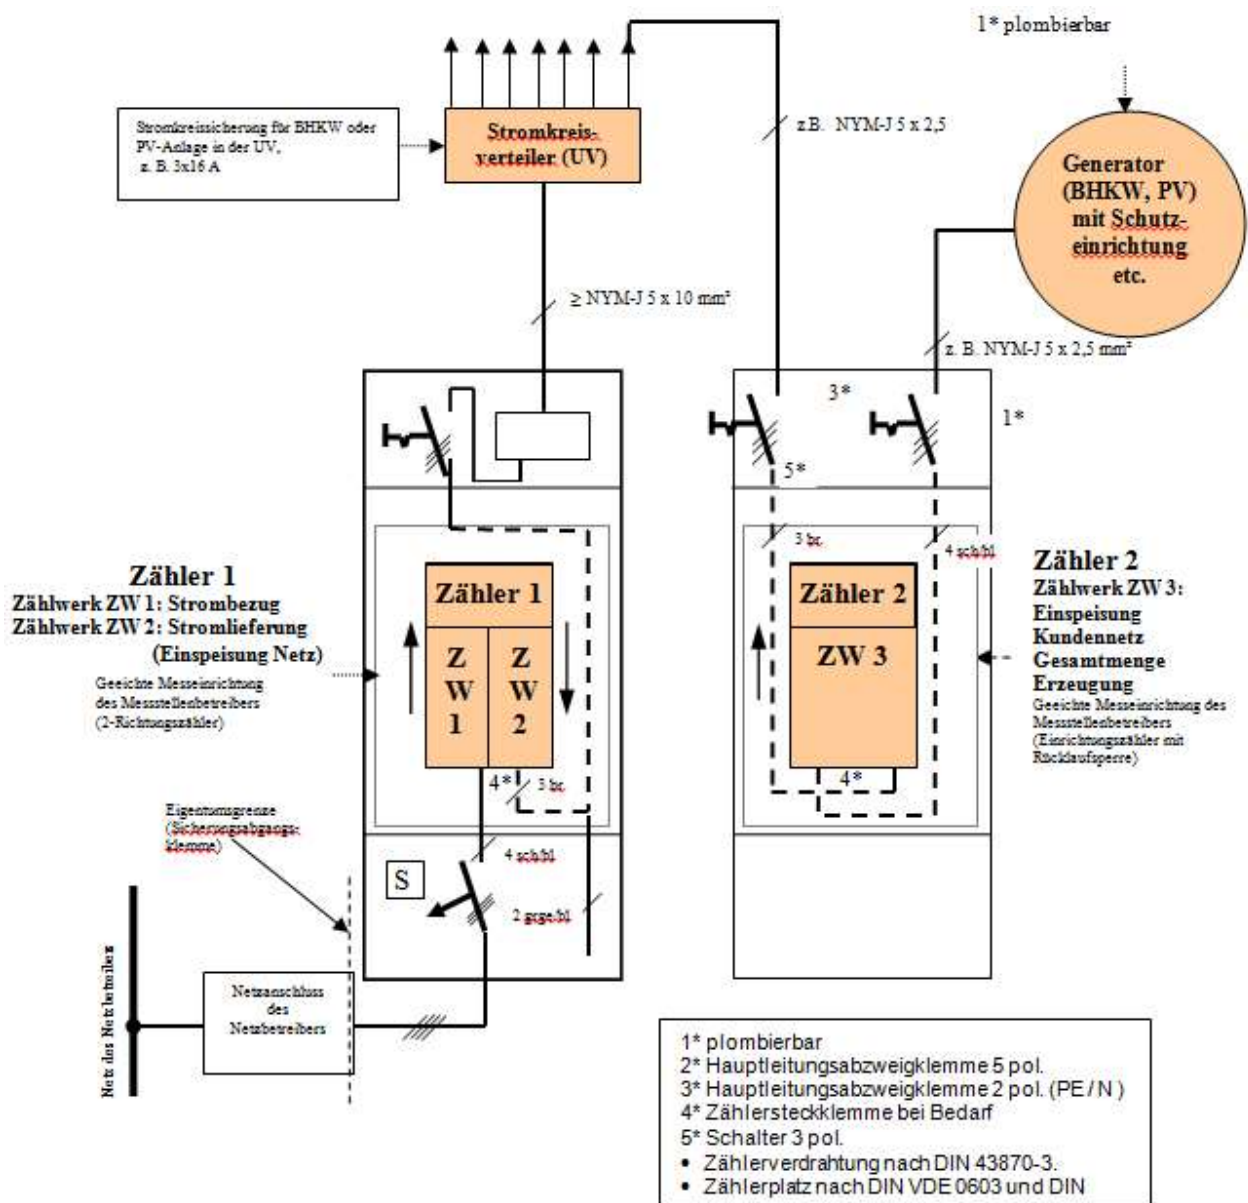 1* plombierbar
Stromkreissicherung für BHKW oder
PV-Anlage in der UV,
z. B. 3x16 A
Stromkreis-
verteiler (UV)
z.B. NYM-J 5 x 2,5
Generator
(BHKW, PV)
mit Schutz-
einrichtung
etc.
≥ NYM-J 5 x 10 mm²
z. B. NYM-J 5 x 2,5 mm²
3*
1*
5*
3 br.
4 sch/bl
Zähler 1
Zählwerk ZW 1: Strombezug
Zählwerk ZW 2: Stromlieferung
(Einspeisung Netz)
Geeichte Messeinrichtung
des Messstellenbetreibers
(2-Richtungszähler)
Zähler 1
Z
W
1
Z
W
2
4*
3 br.
Zähler 2
ZW 3
4*
Zähler 2
Zählwerk ZW 3:
Einspeisung
Kundennetz
Gesamtmenge
Erzeugung
Geeichte Messeinrichtung des
Messstellenbetreibers
(Einrichtungszähler mit
Rücklaufsperre)
Eigentumsgrenze
(Sicherungsabgangs-
klemme)
4 sch/bl
S
2 grge/bl
Netz des Netzbetreibers
Netzanschluss
des
Netzbetreibers
1* plombierbar
2* Hauptleitungsabzweigklemme 5 pol.
3* Hauptleitungsabzweigklemme 2 pol. (PE / N )
4* Zählersteckklemme bei Bedarf
5* Schalter 3 pol.
• Zählerverdrahtung nach DIN 43870-3.
• Zählerplatz nach DIN VDE 0603 und DIN